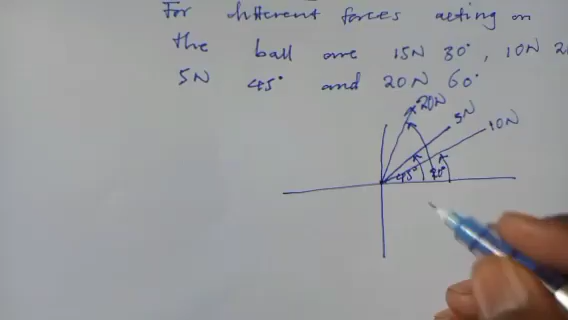 For different forces acting on
the ball are 15N 30°, 10N
5N 45° and 20N 60°
20N
5N
10N
45°